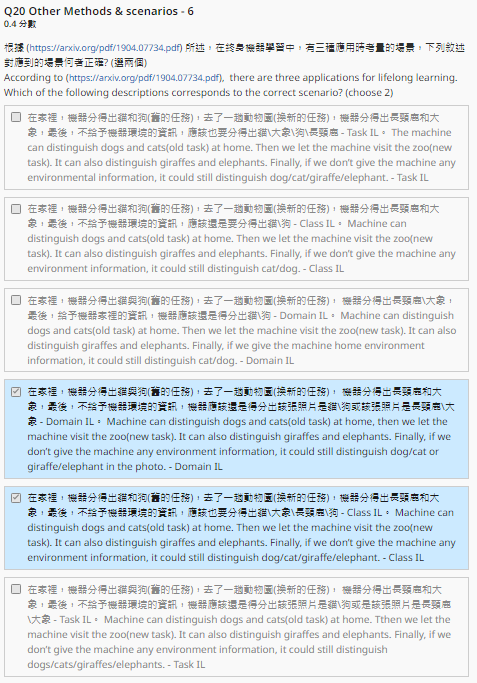 Q20 Other Methods & scenarios - 6
0.4 分數
根據 (https://arxiv.org/pdf/1904.07734.pdf) 所述，在終身機器學習中，有三種應用時考量的場景，下列敘述
對應到的場景何者正確? (選兩個)
According to (https://arxiv.org/pdf/1904.07734.pdf),  there are three applications for lifelong learning.
Which of the following descriptions corresponds to the correct scenario? (choose 2)
在家裡，機器分得出貓和狗(舊的任務)，去了一趟動物園(換新的任務)，機器分得出長頸鹿和大
象，最後，不給予機器環境的資訊，應該也要分得出貓\大象\狗\長頸鹿 - Task IL。 The machine
can distinguish dogs and cats(old task) at home. Then we let the machine visit the zoo(new
task). It can also distinguish giraffes and elephants. Finally, if we don't give the machine any
environmental information, it could still distinguish dog/cat/giraffe/elephant. - Task IL
在家裡，機器分得出貓和狗(舊的任務)，去了一趟動物園(換新的任務)，機器分得出長頸鹿和大
象，最後，不給予機器環境的資訊，應該還是要分得出貓\狗 - Class IL。 Machine can
distinguish dogs and cats(old task) at home. Then we let the machine visit the zoo(new
task). It can also distinguish giraffes and elephants. Finally, if we don't give the machine any
environment information, it could still distinguish cat/dog. - Class IL
在家裡，機器分得出貓與狗(舊的任務)，去了一趟動物園(換新的任務)， 機器分得出長頸鹿\大象，
最後，給予機器家裡的資訊，機器應該還是得分出貓\狗 - Domain IL。 Machine can distinguish
dogs and cats(old task) at home. Then we let the machine visit the zoo(new task). It can also
distinguish giraffes and elephants. Finally, if we give the machine home environment
information, it could still distinguish cat/dog. - Domain IL
在家裡，機器分得出貓與狗(舊的任務)，去了一趟動物園(換新的任務)， 機器分得出長頸鹿和大
象，最後，不給予機器環境的資訊，機器應該還是得分出該張照片是貓\狗或該張照片是長頸鹿\大
象 - Domain IL。 Machine can distinguish dogs and cats(old task) at home, then we let the
machine visit the zoo(new task). It can also distinguish giraffes and elephants. Finally, if we
don't give the machine any environment information, it could still distinguish dog/cat or
giraffe/elephant in the photo. - Domain IL
在家裡，機器分得出貓與狗(舊的任務)，去了一趟動物園(換新的任務)，機器分得出長頸鹿和大
象，最後，不給予機器環境的資訊，應該也要分得出貓\大象\長頸鹿\狗 - Class IL。 Machine can
distinguish dogs and cats(old task) at home. Then we let the machine visit the zoo(new
task). It can also distinguish giraffes and elephants. Finally, if we don't give the machine any
environment information, it could still distinguish dog/cat/giraffe/elephant. - Class IL
在家裡，機器分得出貓與狗(舊的任務)，去了一趟動物園(換新的任務)， 機器分得出長頸鹿和大
象，最後，不給予機器環境的資訊，機器應該還是得分出該張照片是貓\狗或是該張照片是長頸鹿
\大象 - Task IL。 Machine can distinguish dogs and cats(old task) at home. Tthen we let the
machine visit the zoo(new task). It can also distinguish giraffes and elephants. Finally, if we
don't give the machine any environment information, it could still distinguish
dogs/cats/giraffes/elephants. - Task IL